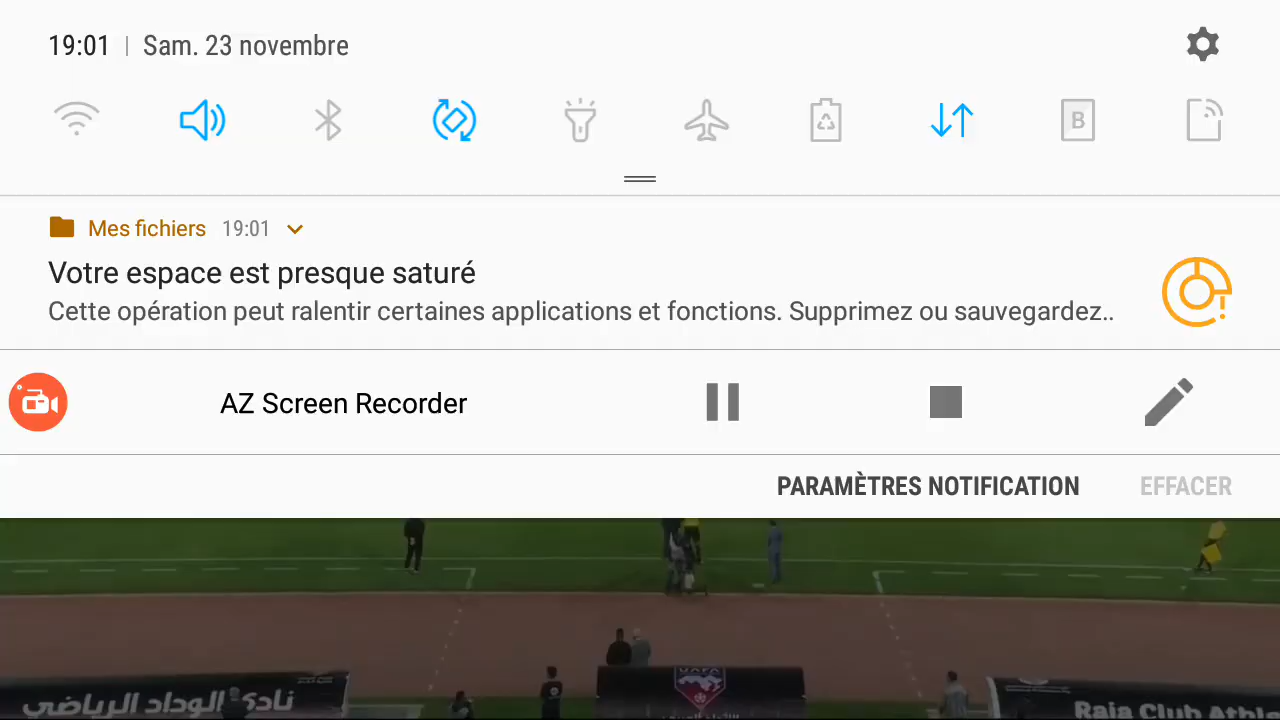 19:01 | Sam. 23 novembre
B
Mes fichiers 19:01
Votre espace est presque saturé
Cette opération peut ralentir certaines applications et fonctions. Supprimez ou sauvegardez..
AZ Screen Recorder
PARAMÈTRES NOTIFICATION EFFACER
UAFA
نادي الوداد الرياضي
Raja Club